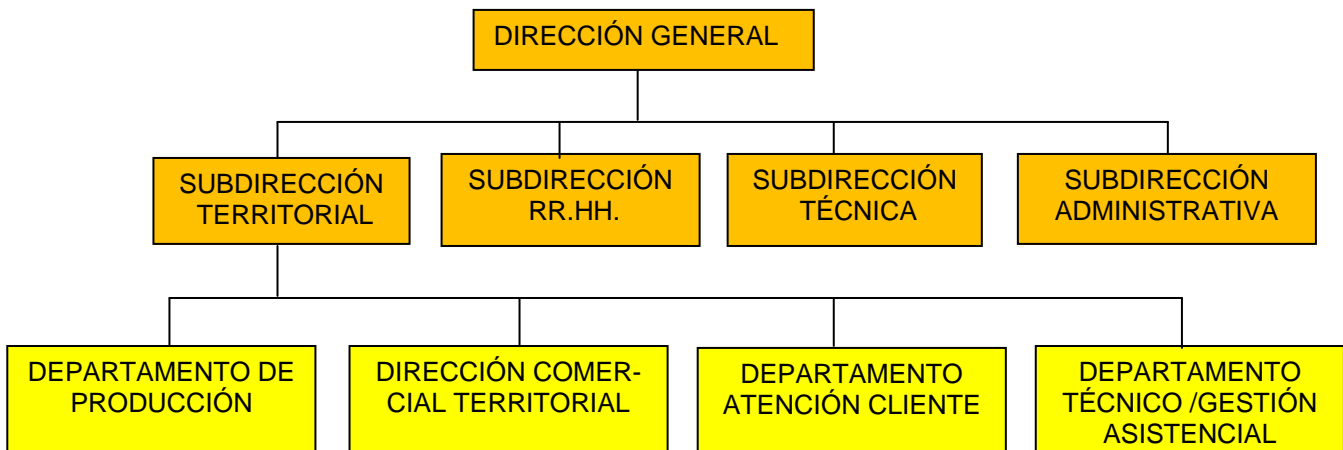 DIRECCIÓN GENERAL
SUBDIRECCIÓN
TERRITORIAL
SUBDIRECCIÓN
RR.HH.
SUBDIRECCIÓN
TÉCNICA
SUBDIRECCIÓN
ADMINISTRATIVA
DEPARTAMENTO DE
PRODUCCIÓN
DIRECCIÓN COMER-
CIAL TERRITORIAL
DEPARTAMENTO
ATENCIÓN CLIENTE
DEPARTAMENTO
TÉCNICO /GESTIÓN
ASISTENCIAL